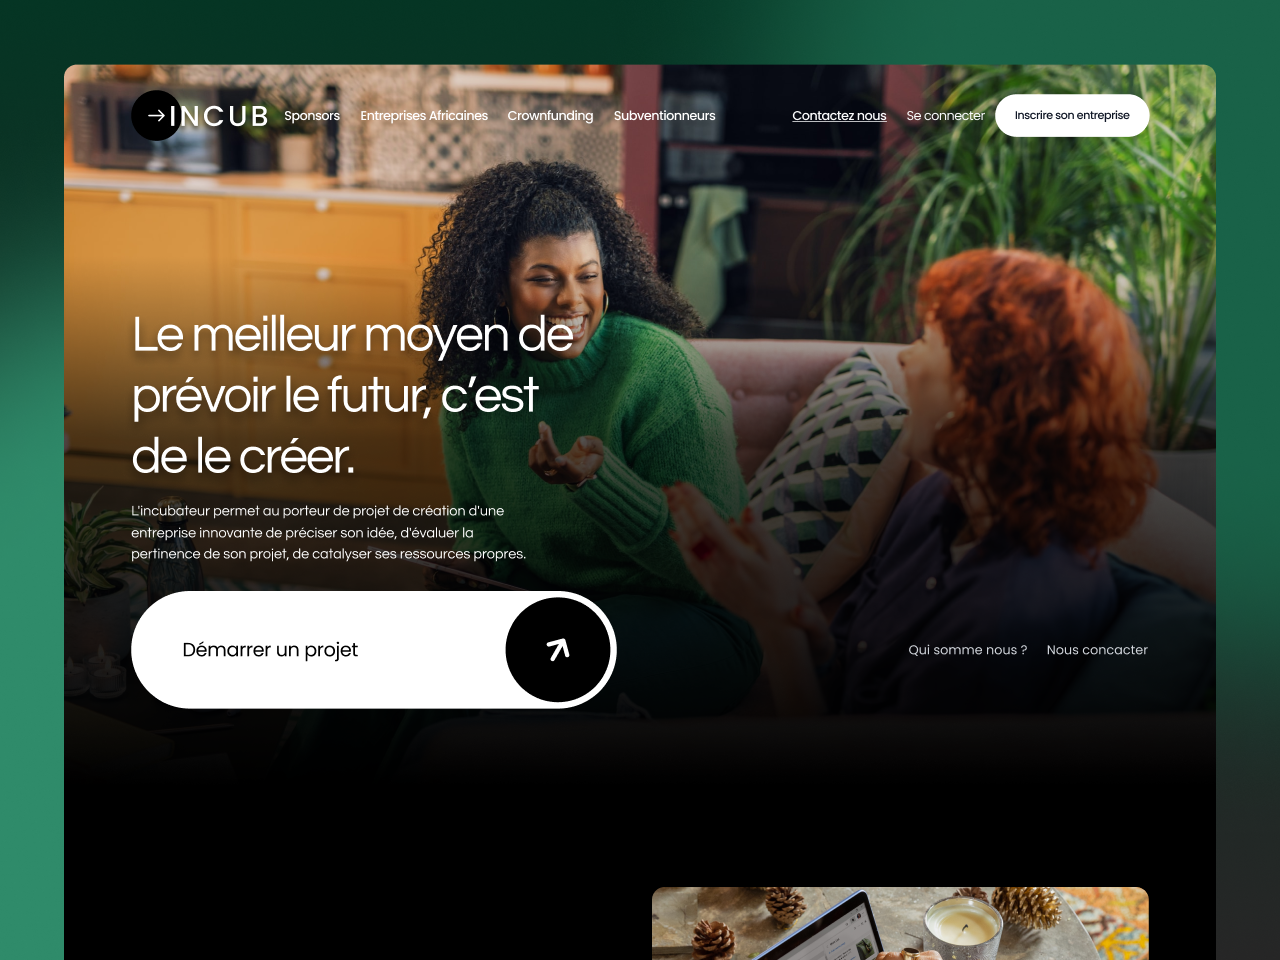 INCUB
Sponsors
Entreprises Africaines
Crownfunding
Subventionneurs
Contactez nous
Se connecter
Inscrire son entreprise
Le meilleur moyen de
prévoir le futur, c’est
de le créer.
L'incubateur permet au porteur de projet de création d'une
entreprise innovante de préciser son idée, d'évaluer la
pertinence de son projet, de catalyser ses ressources propres.
Démarrer un projet
Qui somme nous ?
Nous concacter